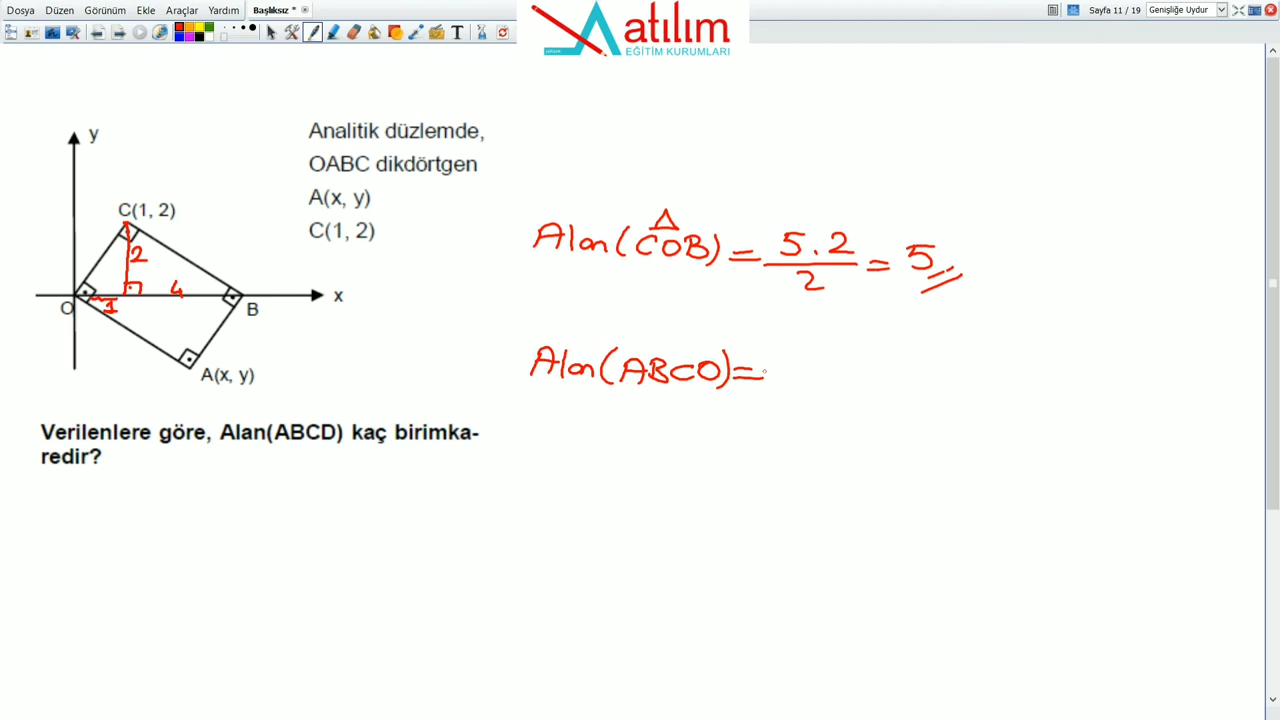 Dosya Düzen Görünüm Ekle Araçlar Yardım Başlıksız *
Sayfa 11 / 19 Genişliğe Uydur
atılım
EĞİTİM KURUMLARI
y
C(1, 2)
2
O
1
4
B
x
A(x, y)
Analitik düzlemde,
OABC dikdörtgen
A(x, y)
C(1, 2)
Verilenlere göre, Alan(ABCD) kaç birimka-
redir?
Alan(COB) = 5.2/2 = 5
Alan(ABCO)=